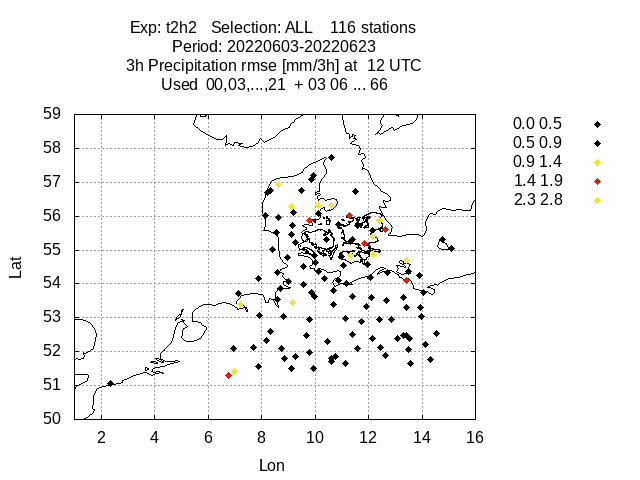 Exp: t2h2 Selection: ALL 116 stations
Period: 20220603-20220623
3h Precipitation rmse [mm/3h] at 12 UTC
Used 00,03,...,21 + 03 06 ... 66
59
58
57
56
55
54
53
52
51
50
Lat
2 4 6 8 10 12 14 16
Lon
0.0 0.5
0.5 0.9
0.9 1.4
1.4 1.9
2.3 2.8